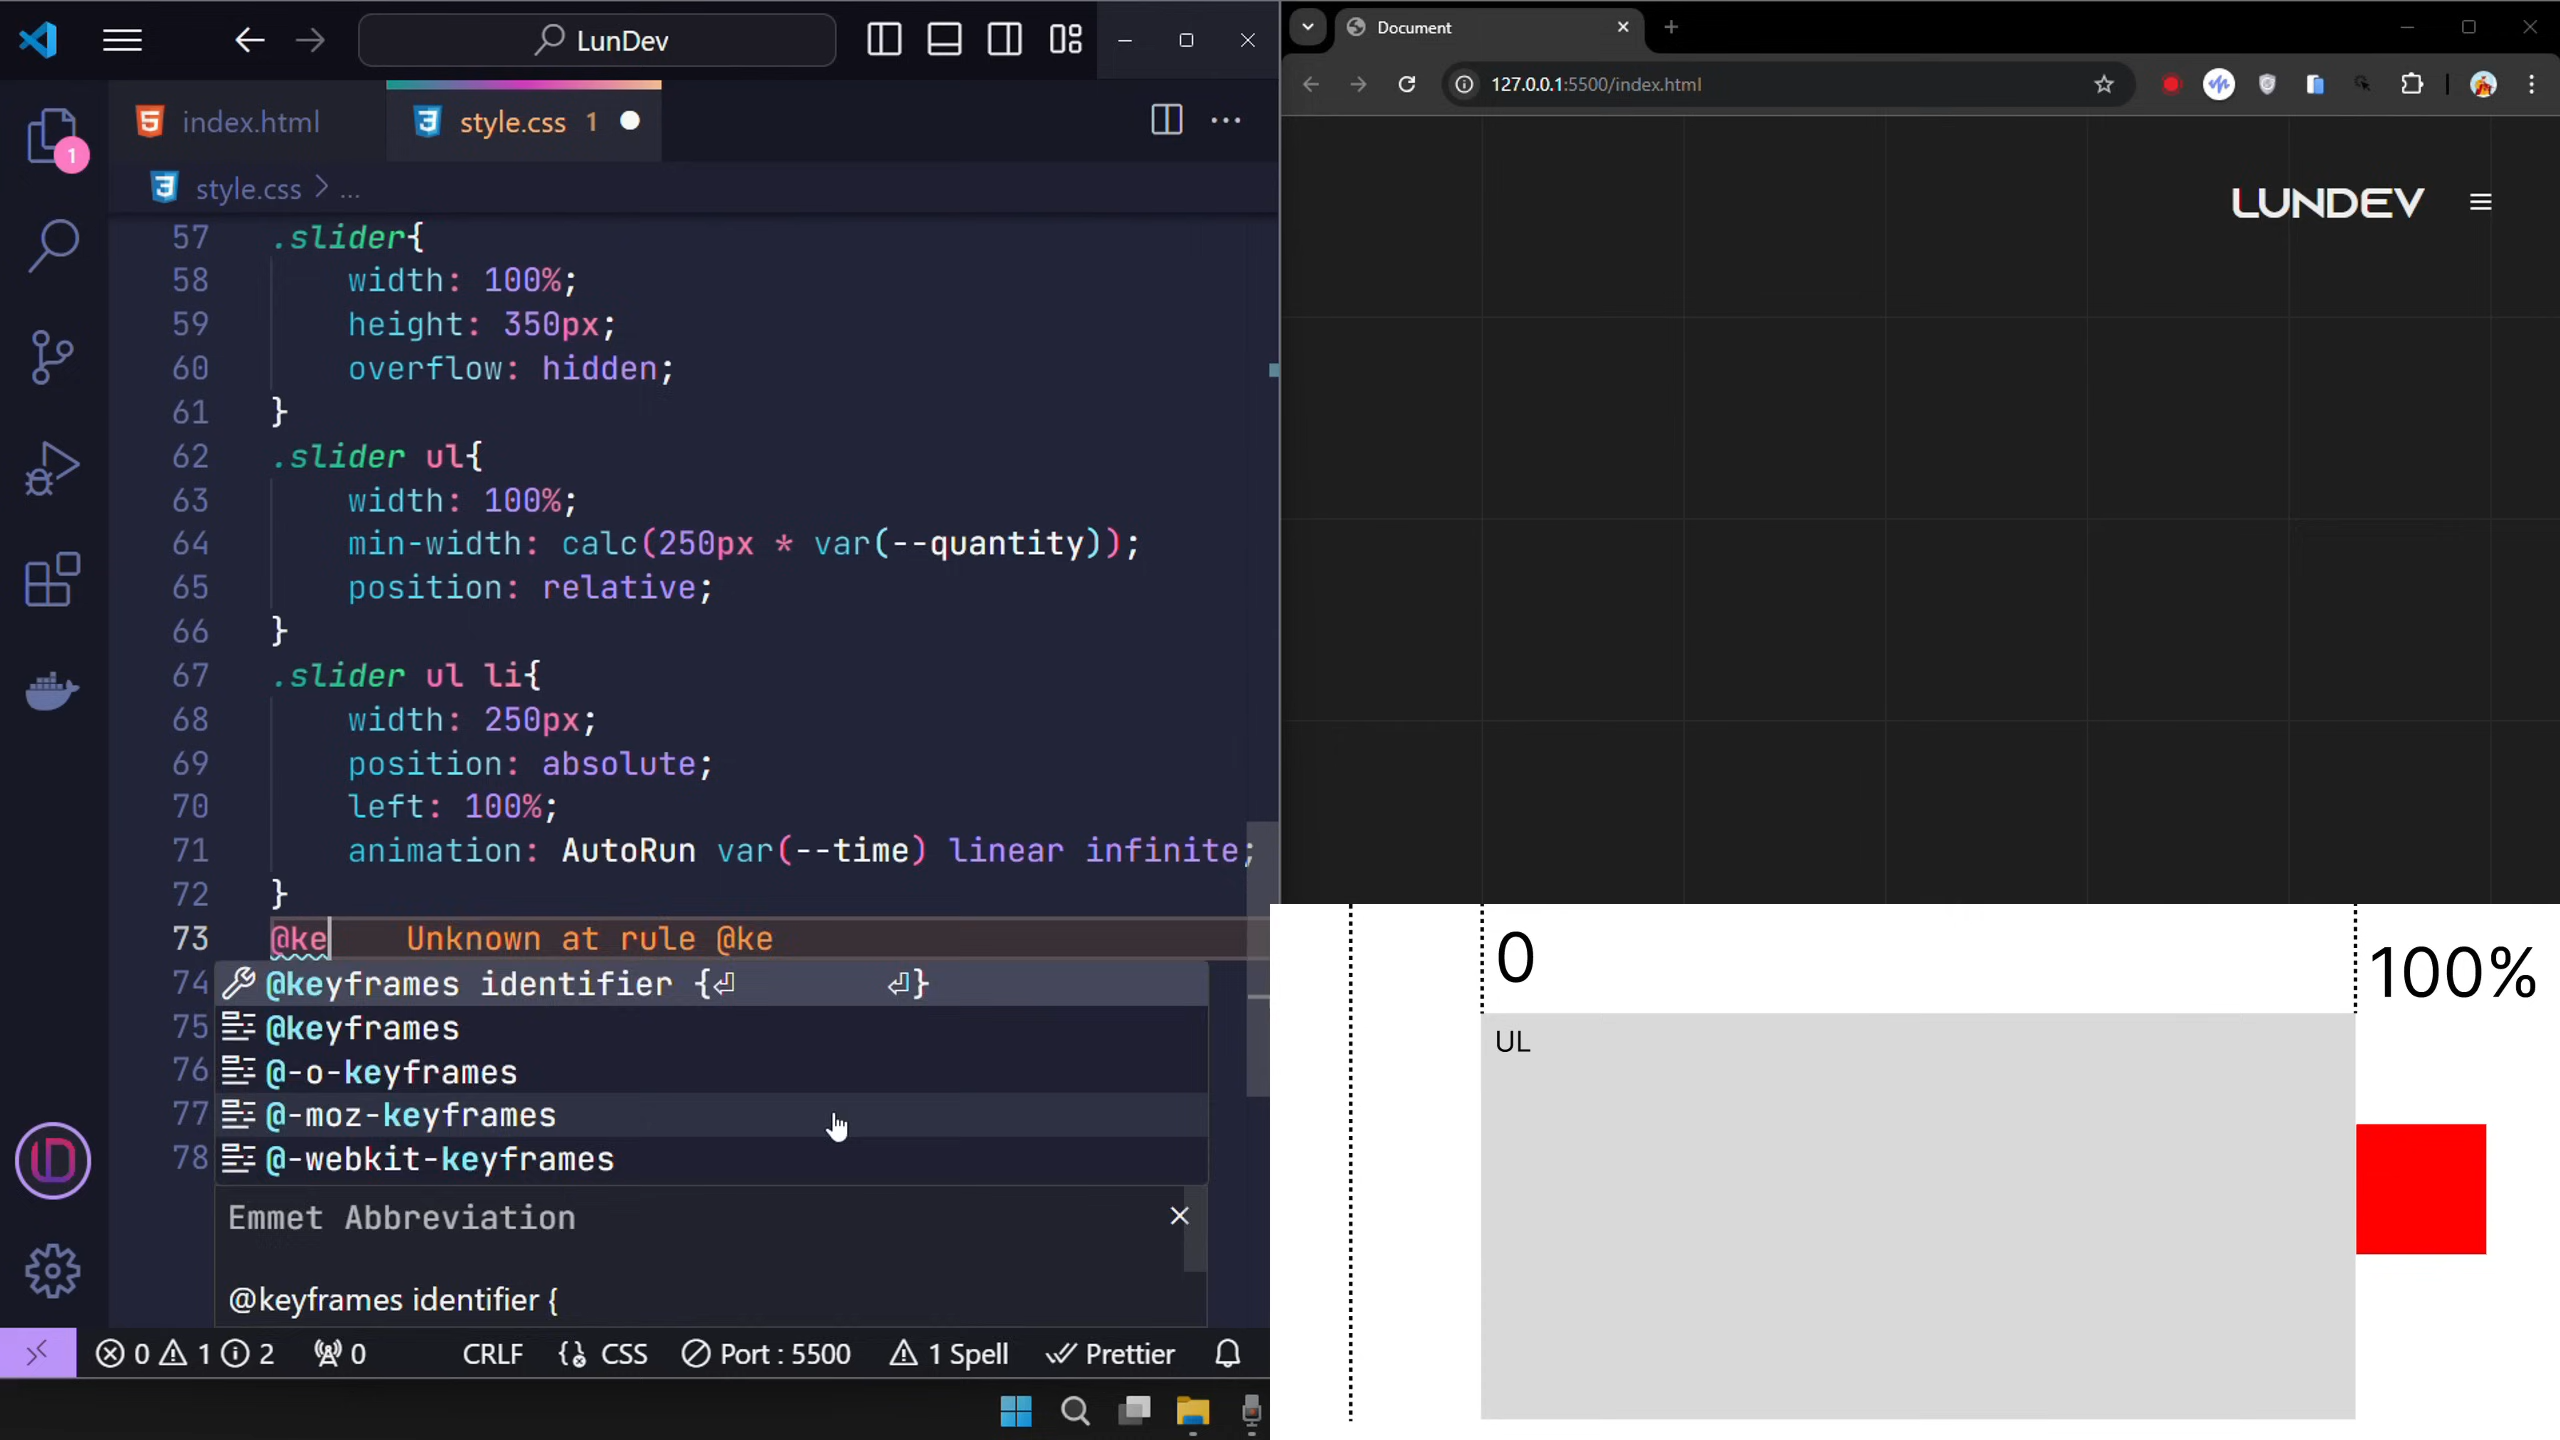 LunDev
index.html
style.css 1
1
style.css > ...
57 .slider{
58 width: 100%;
59 height: 350px;
60 overflow: hidden;
61 }
62 .slider ul{
63 width: 100%;
64 min-width: calc(250px * var(--quantity));
65 position: relative;
66 }
67 .slider ul li{
68 width: 250px;
69 position: absolute;
70 left: 100%;
71 animation: AutoRun var(--time) linear infinite;
72 }
73 @ke Unknown at rule @ke
74 @keyframes identifier {⏎ ⏎}
75 @keyframes
76 @-o-keyframes
77 @-moz-keyframes
78 @-webkit-keyframes
Emmet Abbreviation
@keyframes identifier {
0 1 2 0 CRLF CSS Port : 5500 1 Spell Prettier
Document
127.0.0.1:5500/index.html
LUNDEV
0
100%
UL